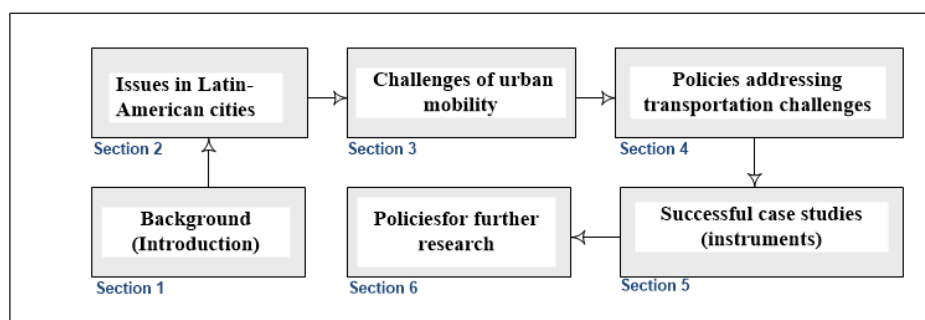 Issues in Latin-
American cities
Section 2
Challenges of urban
mobility
Section 3
Policies addressing
transportation challenges
Section 4
Background
(Introduction)
Section 1
Policiesfor further
research
Section 6
Successful case studies
(instruments)
Section 5